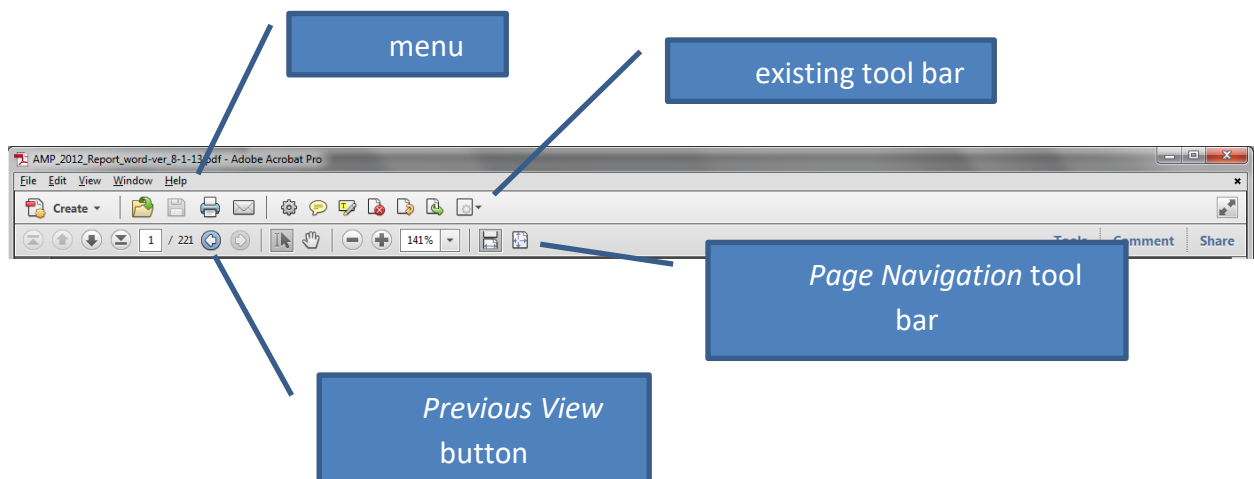 menu
existing tool bar
AMP_2012_Report_word-ver_8-1-13.pdf - Adobe Acrobat Pro
File Edit View Window Help
Create
1 / 221 141% Tools Comment Share
Page Navigation tool
bar
Previous View
button